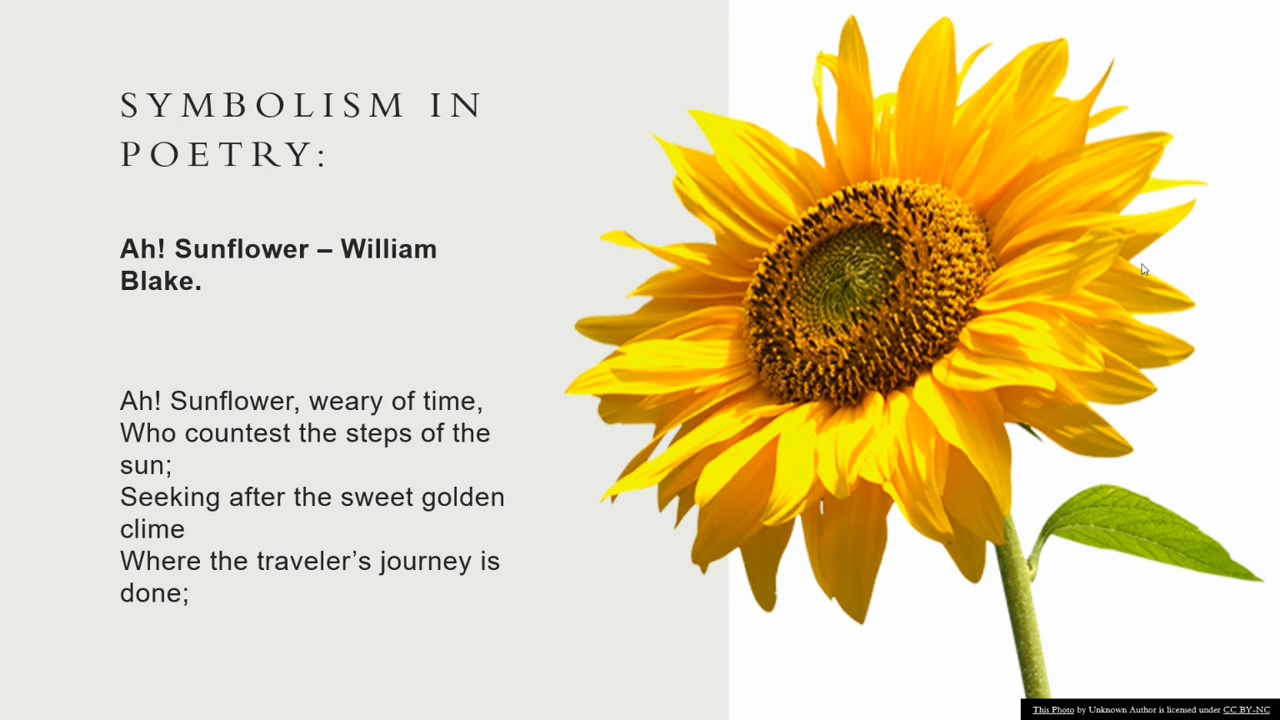 SYMBOLISM IN
POETRY:
Ah! Sunflower – William
Blake.
Ah! Sunflower, weary of time,
Who countest the steps of the
sun;
Seeking after the sweet golden
clime
Where the traveler’s journey is
done;
This Photo by Unknown Author is licensed under CC BY-NC